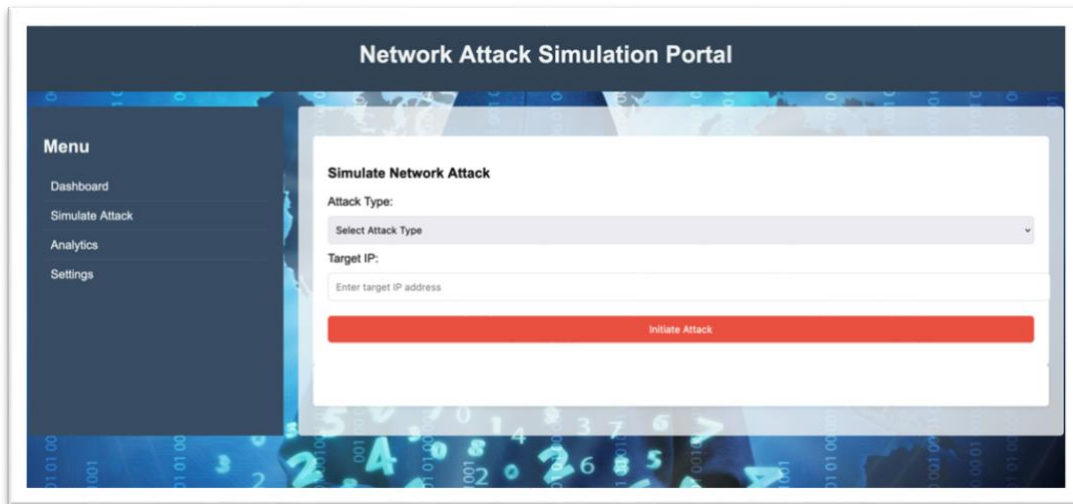 Network Attack Simulation Portal
Menu
Dashboard
Simulate Attack
Analytics
Settings
Simulate Network Attack
Attack Type:
Select Attack Type
Target IP:
Enter target IP address
Initiate Attack